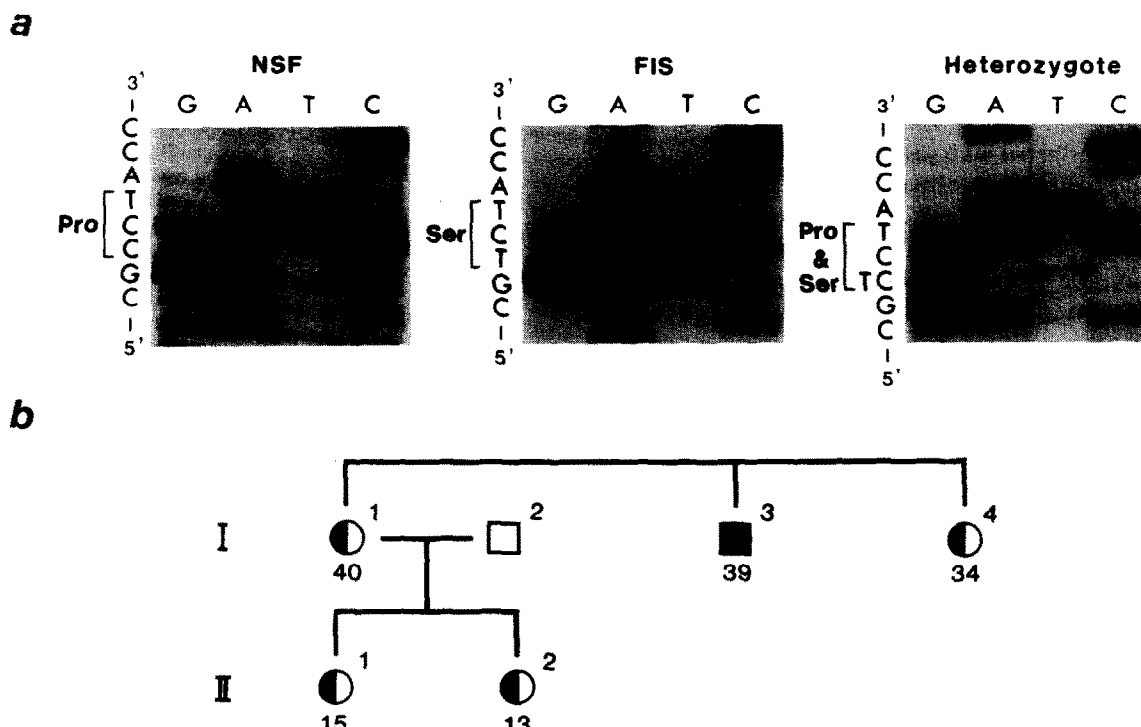 a
NSF
FIS
Heterozygote
G A T C
G A T C
G A T C
3'
C
C
A
T
C
C
G
C
5'
Pro
3'
C
C
A
T
C
T
G
C
5'
Ser
3'
C
C
A
T
C
T C
G
C
5'
Pro
&
Ser
b
I
1
2
3
4
40
39
34
II
1
2
15
13